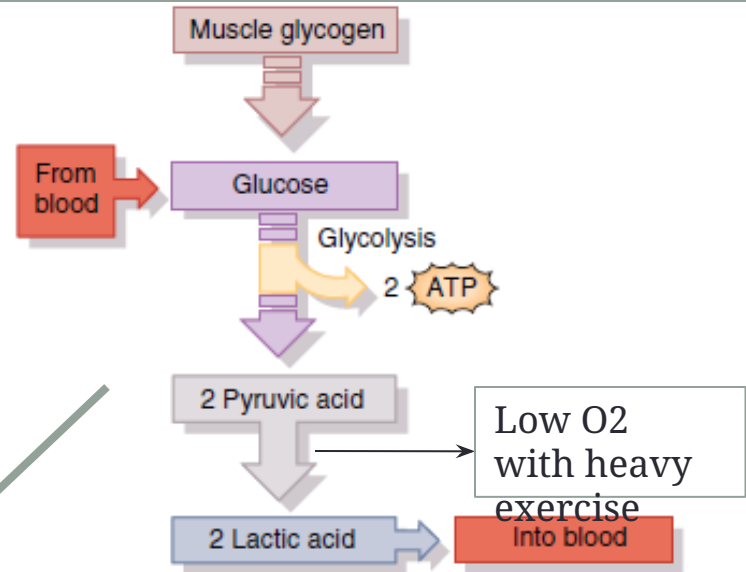 Muscle glycogen
From
blood
Glucose
Glycolysis
2 ATP
2 Pyruvic acid
Low O2
with heavy
exercise
2 Lactic acid
Into blood